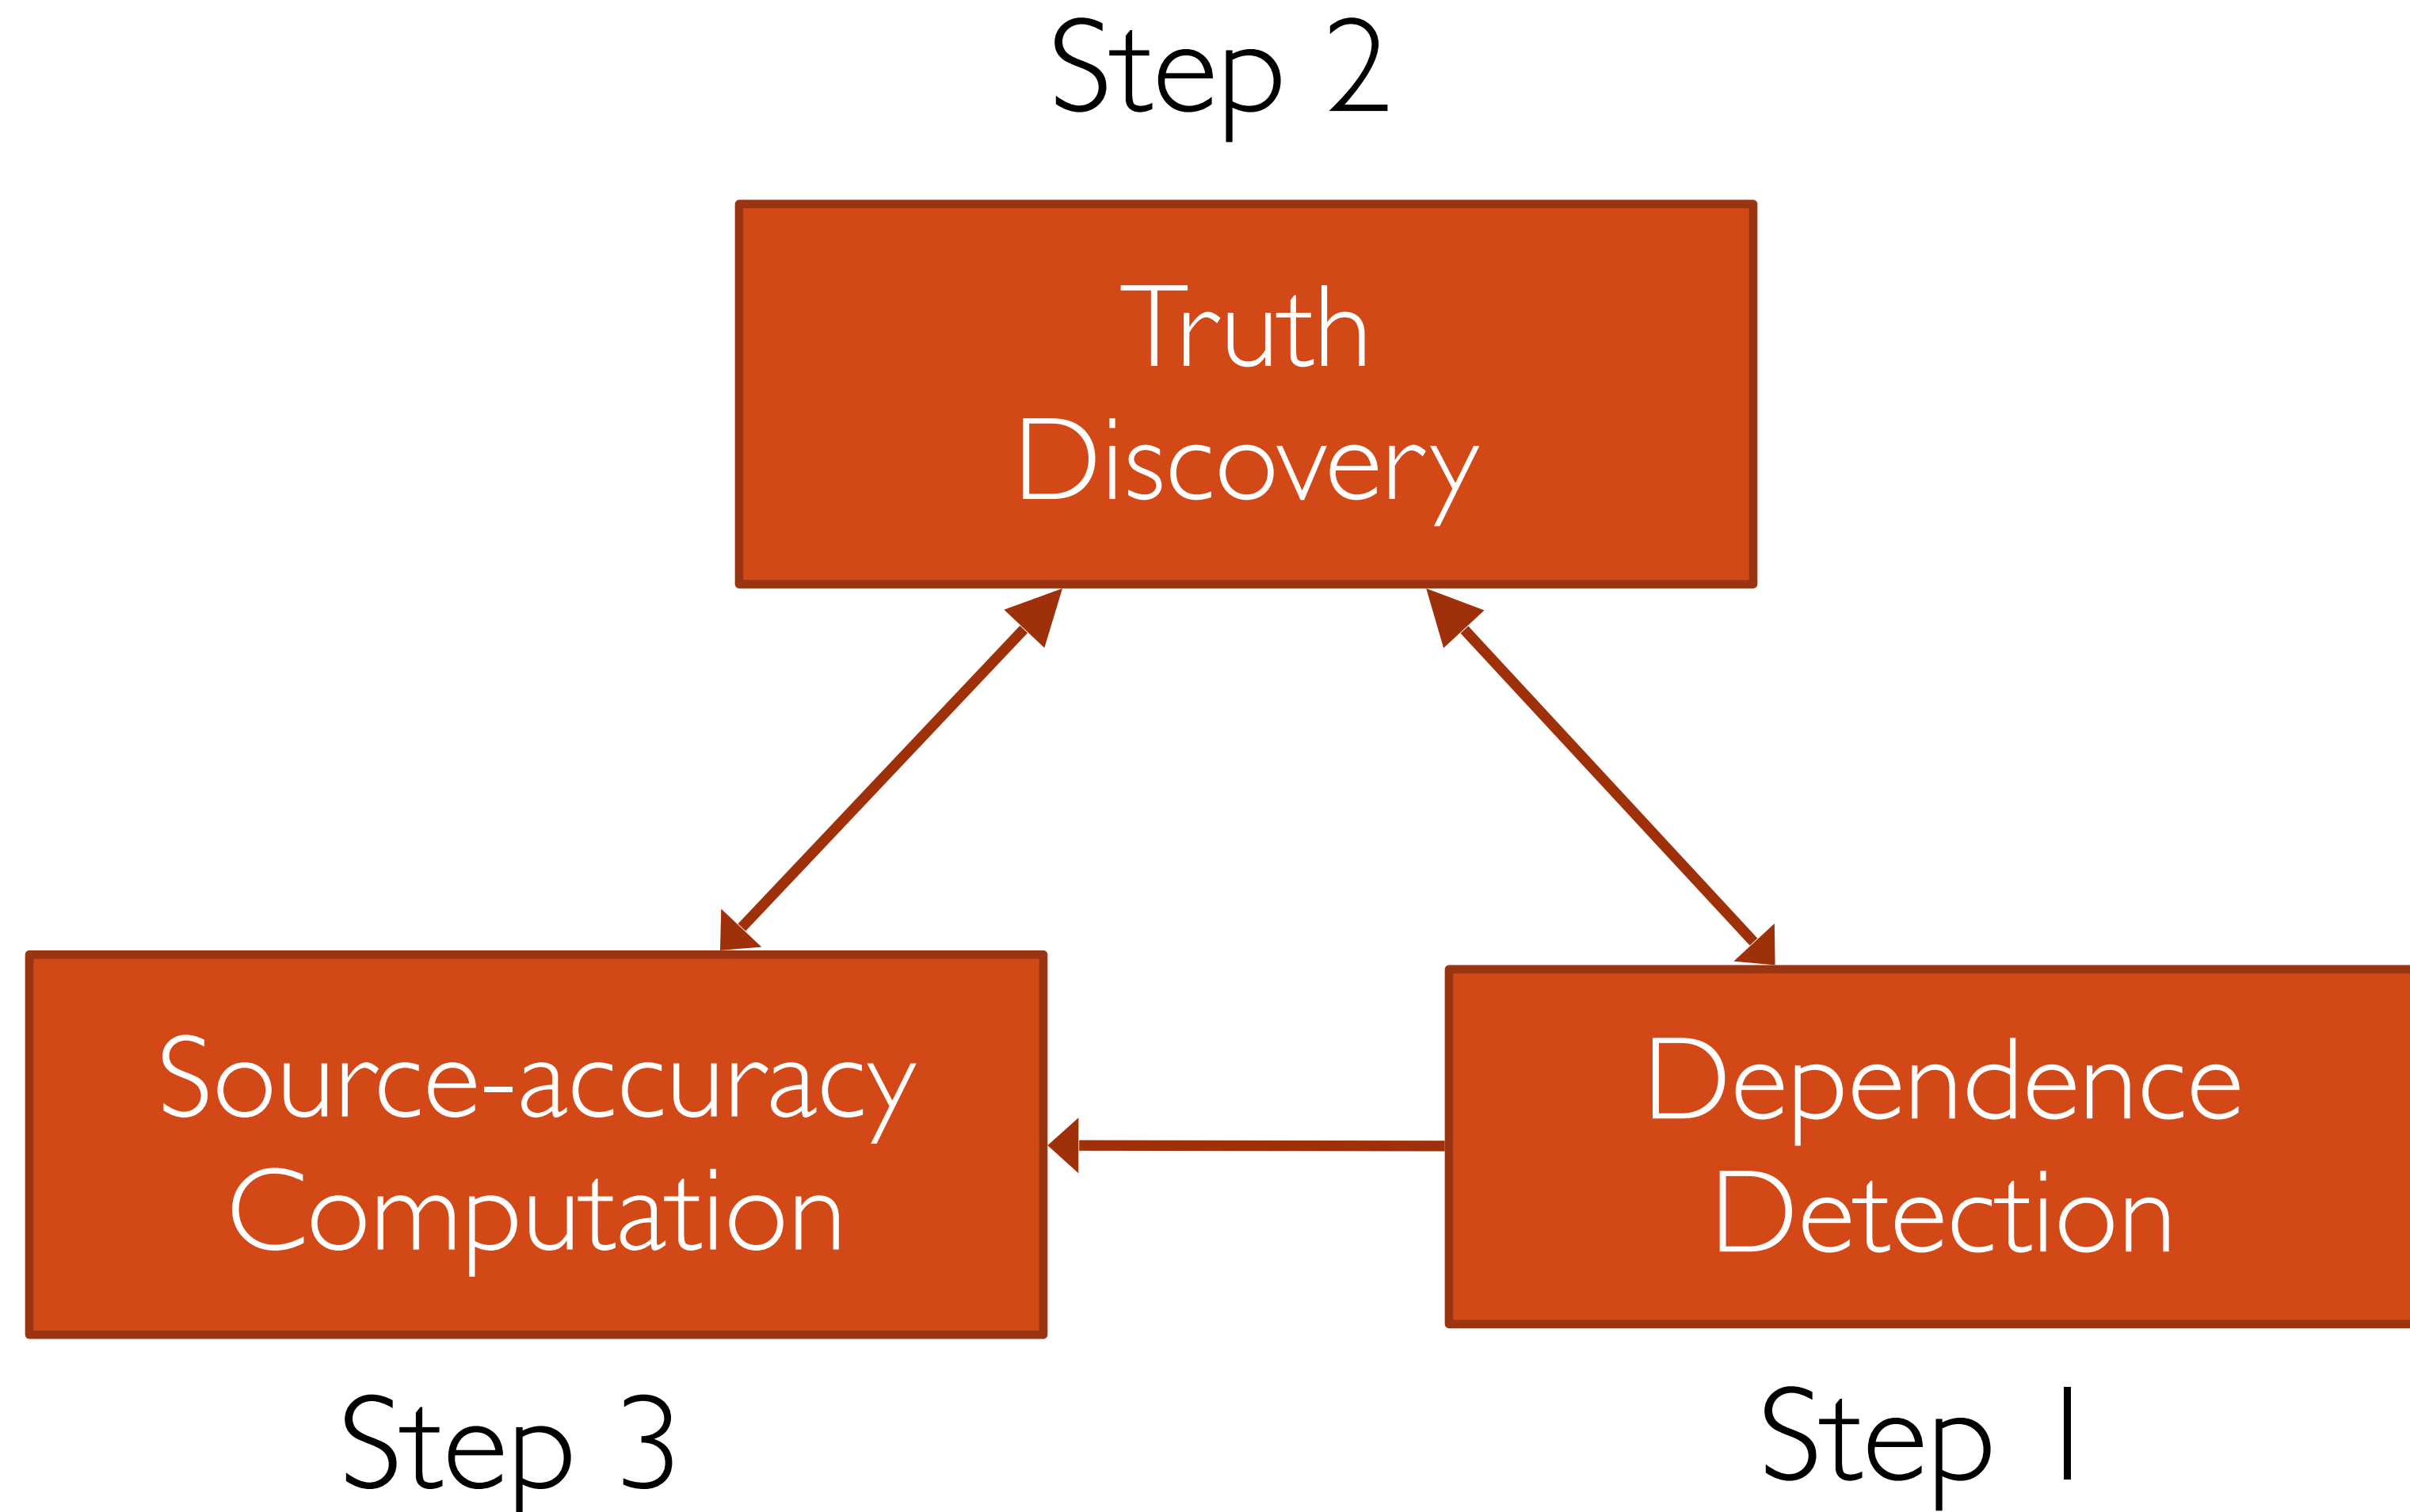 Step 2
Truth
Discovery
Source-accuracy
Computation
Dependence
Detection
Step 3
Step 1